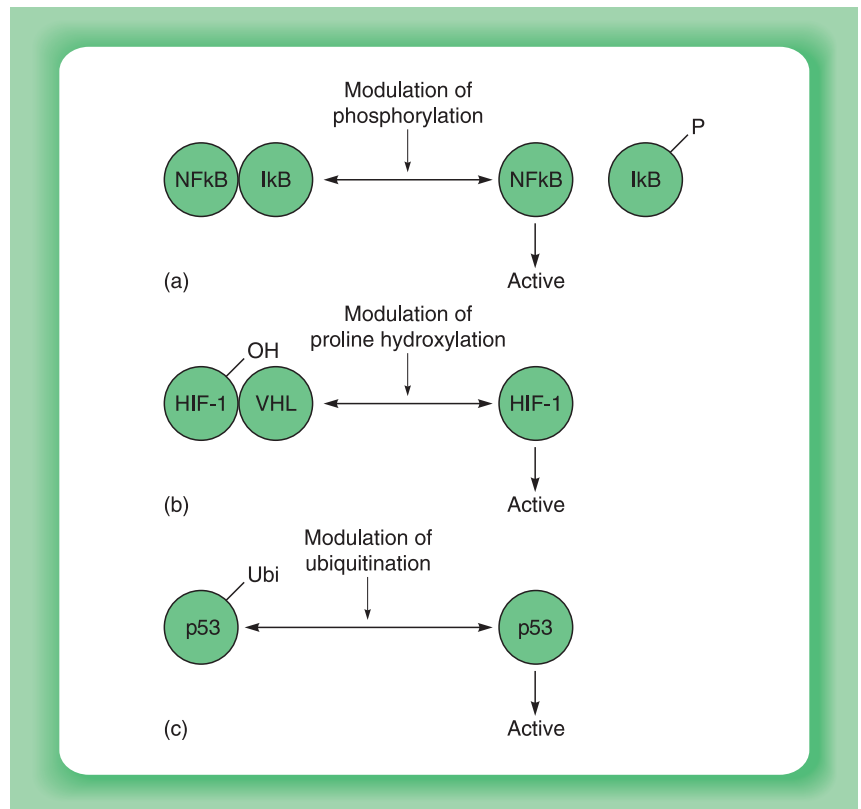 Modulation of
phosphorylation
P
NFkB IkB NFkB IkB
(a) Active
Modulation of
proline hydroxylation
OH
HIF-1 VHL HIF-1
(b) Active
Modulation of
ubiquitination
Ubi
p53 p53
(c) Active